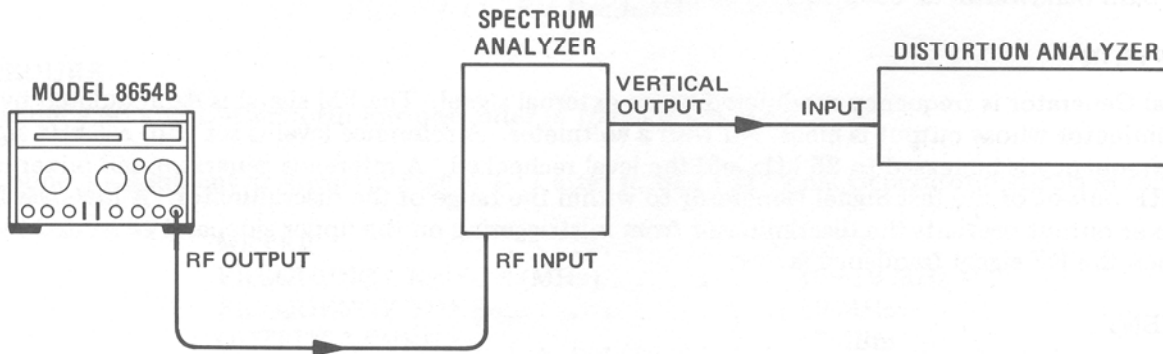 SPECTRUM
ANALYZER
DISTORTION ANALYZER
MODEL 8654B
VERTICAL
OUTPUT
INPUT
RF OUTPUT
RF INPUT